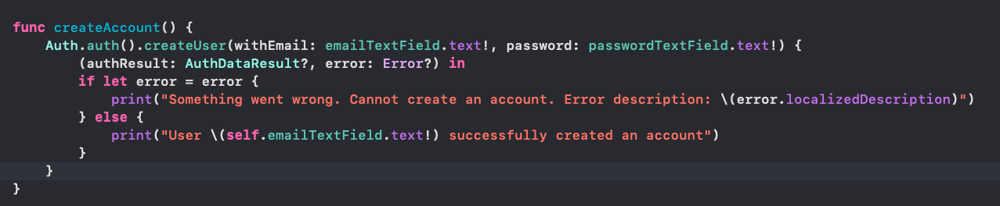 func createAccount() {
    Auth.auth().createUser(withEmail: emailTextField.text!, password: passwordTextField.text!) {
        (authResult: AuthDataResult?, error: Error?) in
        if let error = error {
            print("Something went wrong. Cannot create an account. Error description: \(error.localizedDescription)")
        } else {
            print("User \(self.emailTextField.text!) successfully created an account")
        }
    }
}